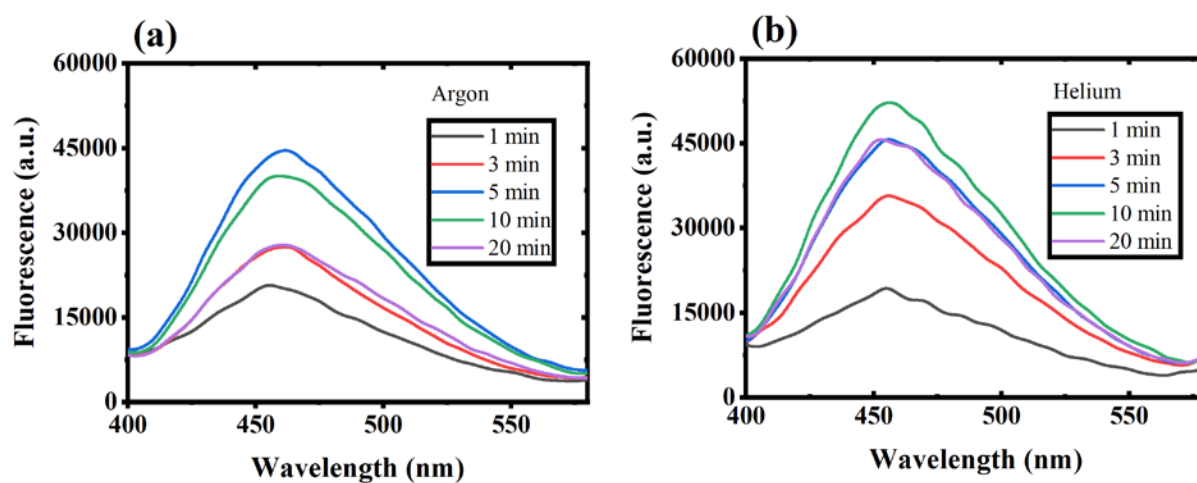 (a)
60000
45000
30000
15000
0
Fluorescence (a.u.)
Argon
1 min
3 min
5 min
10 min
20 min
400
450
500
550
Wavelength (nm)
(b)
60000
45000
30000
15000
0
Fluorescence (a.u.)
Helium
1 min
3 min
5 min
10 min
20 min
400
450
500
550
Wavelength (nm)